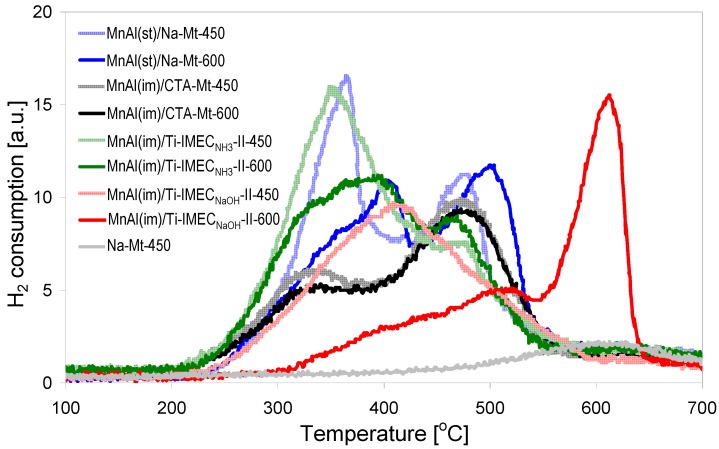 20
15
10
5
0
H2 consumption [a.u.]
MnAl(st)/Na-Mt-450
MnAl(st)/Na-Mt-600
MnAl(im)/CTA-Mt-450
MnAl(im)/CTA-Mt-600
MnAl(im)/Ti-IMECNH3-II-450
MnAl(im)/Ti-IMECNH3-II-600
MnAl(im)/Ti-IMECNaOH-II-450
MnAl(im)/Ti-IMECNaOH-II-600
Na-Mt-450
100 200 300 400 500 600 700
Temperature [oC]